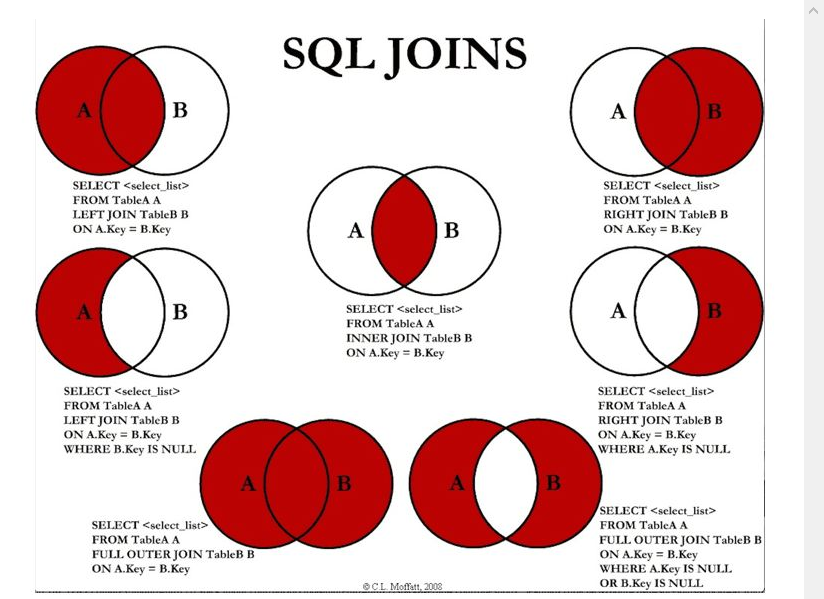 SQL JOINS
A B
SELECT <select_list>
FROM TableA A
LEFT JOIN TableB B
ON A.Key = B.Key
A B
SELECT <select_list>
FROM TableA A
RIGHT JOIN TableB B
ON A.Key = B.Key
A B
SELECT <select_list>
FROM TableA A
INNER JOIN TableB B
ON A.Key = B.Key
A B
SELECT <select_list>
FROM TableA A
LEFT JOIN TableB B
ON A.Key = B.Key
WHERE B.Key IS NULL
A B
SELECT <select_list>
FROM TableA A
RIGHT JOIN TableB B
ON A.Key = B.Key
WHERE A.Key IS NULL
A B
SELECT <select_list>
FROM TableA A
FULL OUTER JOIN TableB B
ON A.Key = B.Key
A B
SELECT <select_list>
FROM TableA A
FULL OUTER JOIN TableB B
ON A.Key = B.Key
WHERE A.Key IS NULL
OR B.Key IS NULL
© C.L. Moffatt, 2008